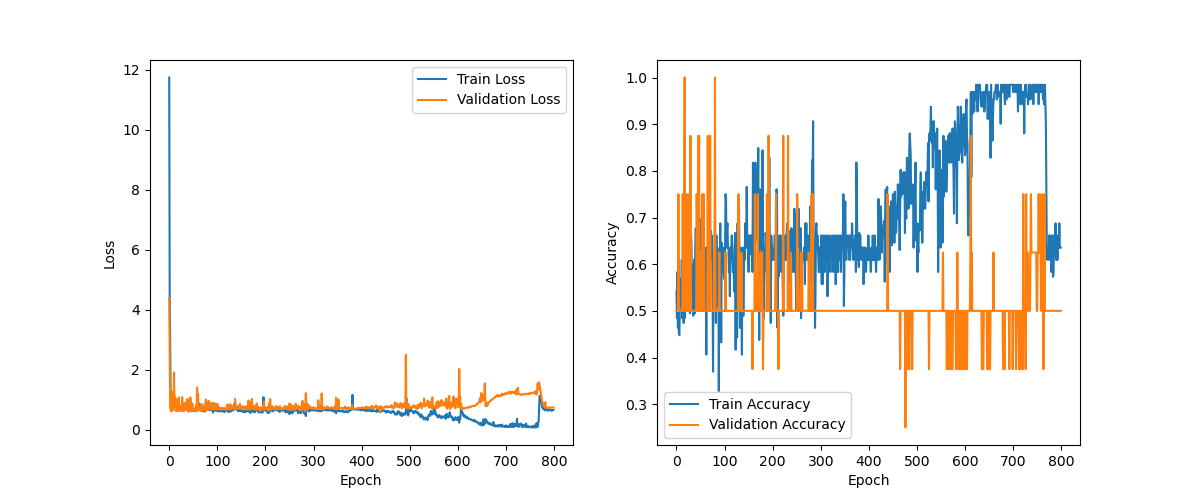 12
10
8
6
4
2
0
Loss
0 100 200 300 400 500 600 700 800
Epoch
Train Loss
Validation Loss
1.0
0.9
0.8
0.7
0.6
0.5
0.4
0.3
Accuracy
0 100 200 300 400 500 600 700 800
Epoch
Train Accuracy
Validation Accuracy